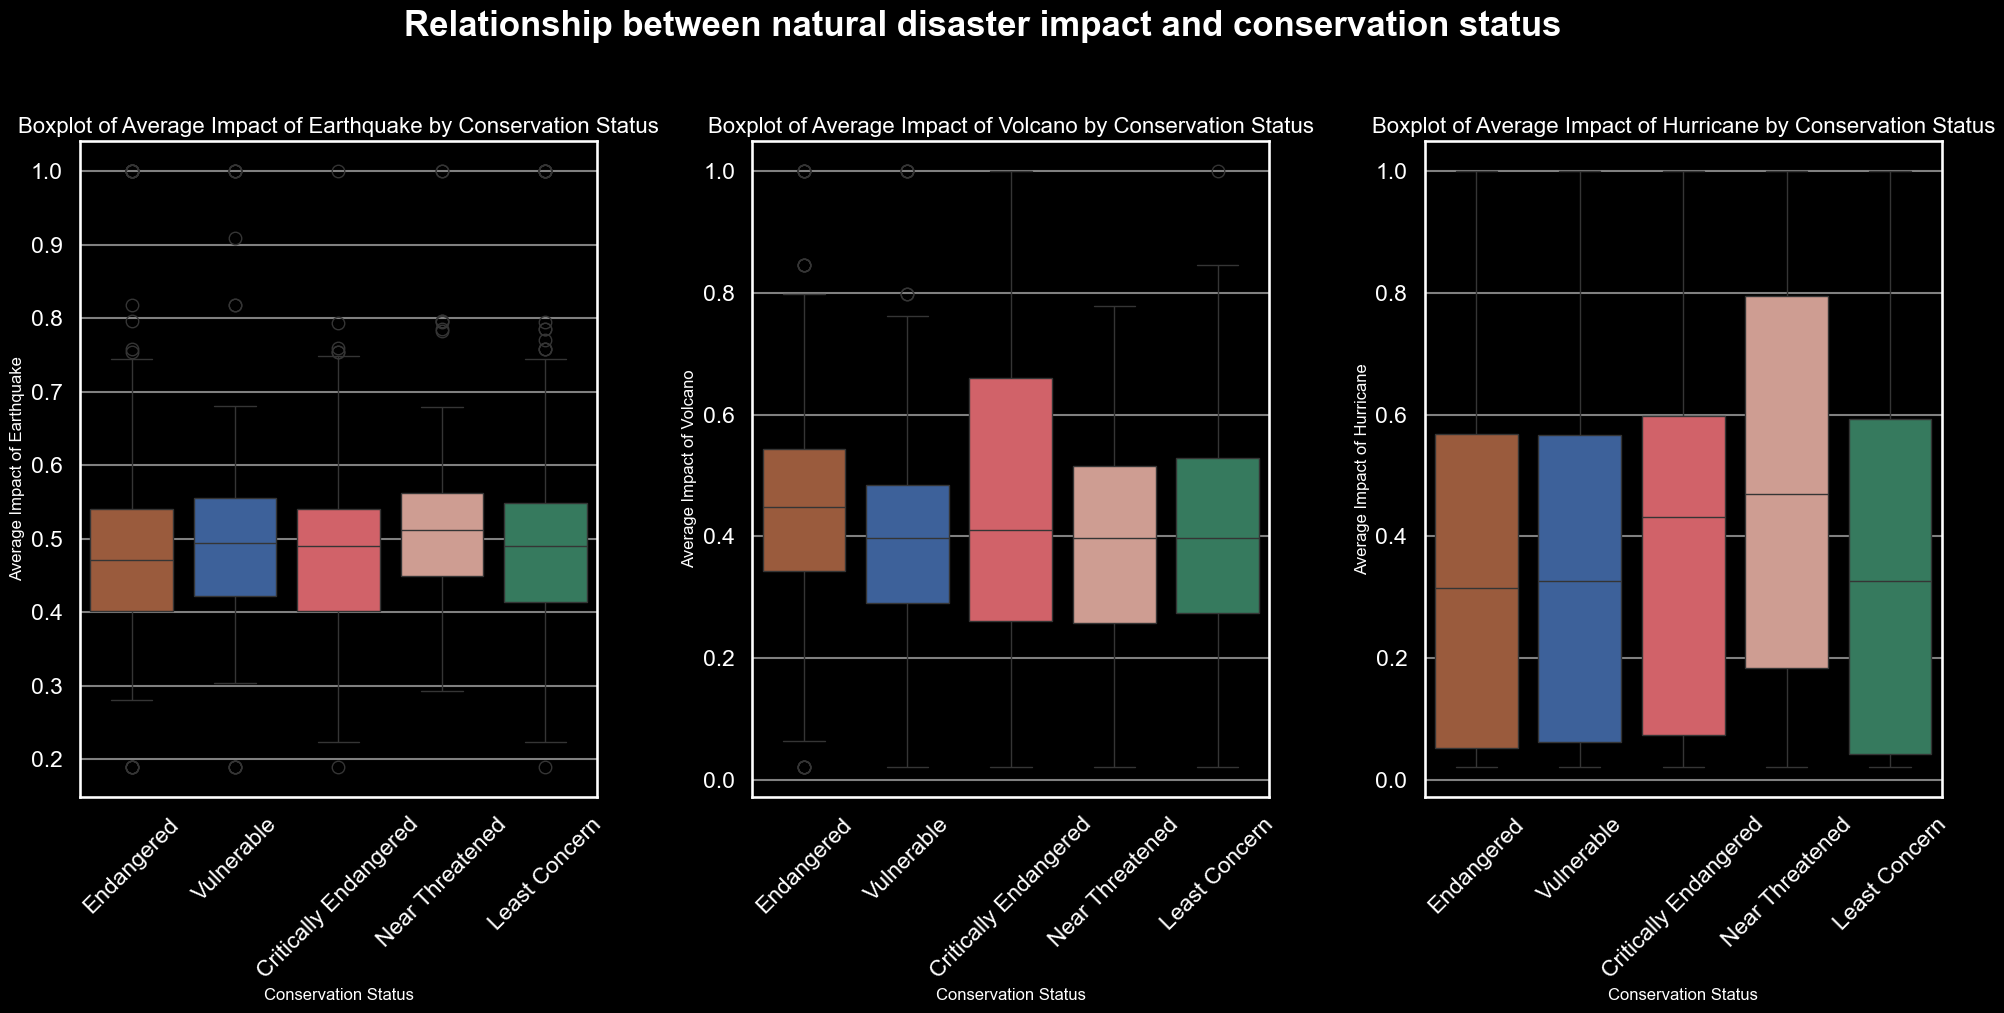 Relationship between natural disaster impact and conservation status
Boxplot of Average Impact of Earthquake by Conservation Status
Average Impact of Earthquake
1.0
0.9
0.8
0.7
0.6
0.5
0.4
0.3
0.2
Endangered
Vulnerable
Critically Endangered
Near Threatened
Least Concern
Conservation Status
Boxplot of Average Impact of Volcano by Conservation Status
Average Impact of Volcano
1.0
0.8
0.6
0.4
0.2
0.0
Endangered
Vulnerable
Critically Endangered
Near Threatened
Least Concern
Conservation Status
Boxplot of Average Impact of Hurricane by Conservation Status
Average Impact of Hurricane
1.0
0.8
0.6
0.4
0.2
0.0
Endangered
Vulnerable
Critically Endangered
Near Threatened
Least Concern
Conservation Status